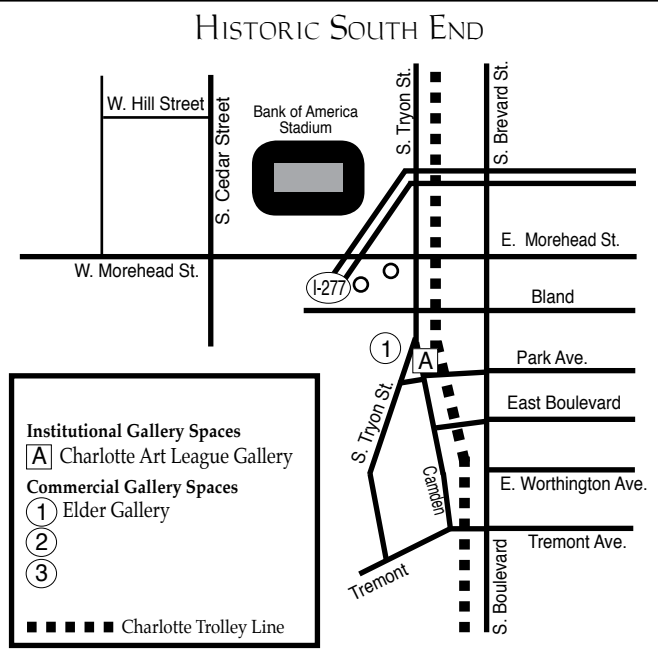 HISTORIC SOUTH END
W. Hill Street
S. Cedar Street
Bank of America
Stadium
S. Tryon St.
S. Brevard St.
E. Morehead St.
W. Morehead St.
I-277
Bland
1
A
Park Ave.
East Boulevard
S. Tryon St.
Camden
E. Worthington Ave.
Tremont Ave.
Tremont
S. Boulevard
Institutional Gallery Spaces
A Charlotte Art League Gallery
Commercial Gallery Spaces
1 Elder Gallery
2
3
Charlotte Trolley Line